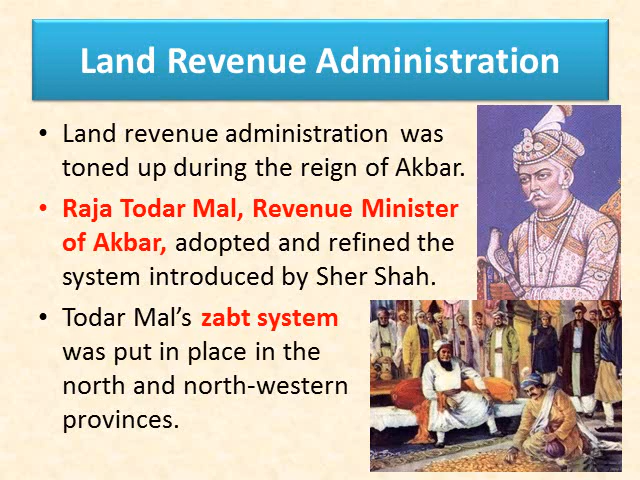 Land Revenue Administration
• Land revenue administration was
toned up during the reign of Akbar.
• Raja Todar Mal, Revenue Minister
of Akbar, adopted and refined the
system introduced by Sher Shah.
• Todar Mal’s zabt system
was put in place in the
north and north-western
provinces.